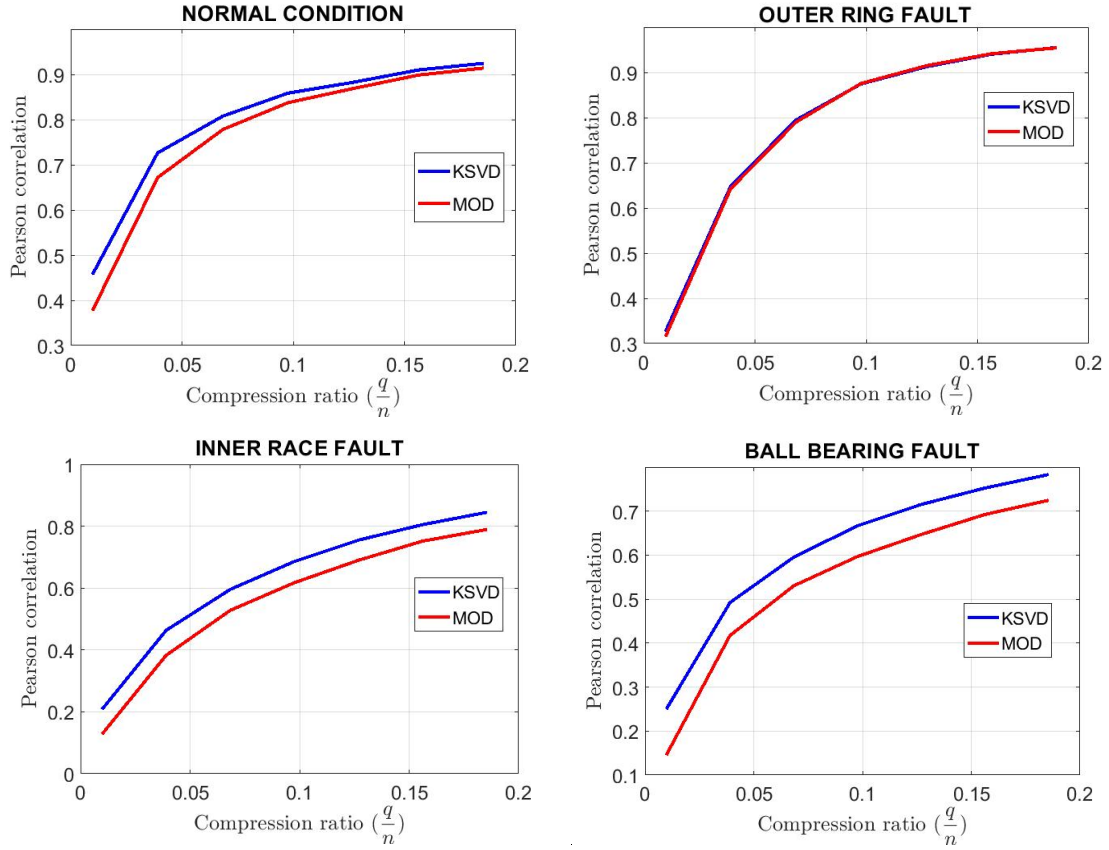 NORMAL CONDITION
Pearson correlation
0.9
0.8
0.7
0.6
0.5
0.4
0.3
KSVD
MOD
0
0.05
0.1
0.15
0.2
Compression ratio (q/n)
OUTER RING FAULT
Pearson correlation
0.9
0.8
0.7
0.6
0.5
0.4
0.3
KSVD
MOD
0
0.05
0.1
0.15
0.2
Compression ratio (q/n)
INNER RACE FAULT
Pearson correlation
1
0.8
0.6
0.4
0.2
0
KSVD
MOD
0
0.05
0.1
0.15
0.2
Compression ratio (q/n)
BALL BEARING FAULT
Pearson correlation
0.7
0.6
0.5
0.4
0.3
0.2
0.1
KSVD
MOD
0
0.05
0.1
0.15
0.2
Compression ratio (q/n)